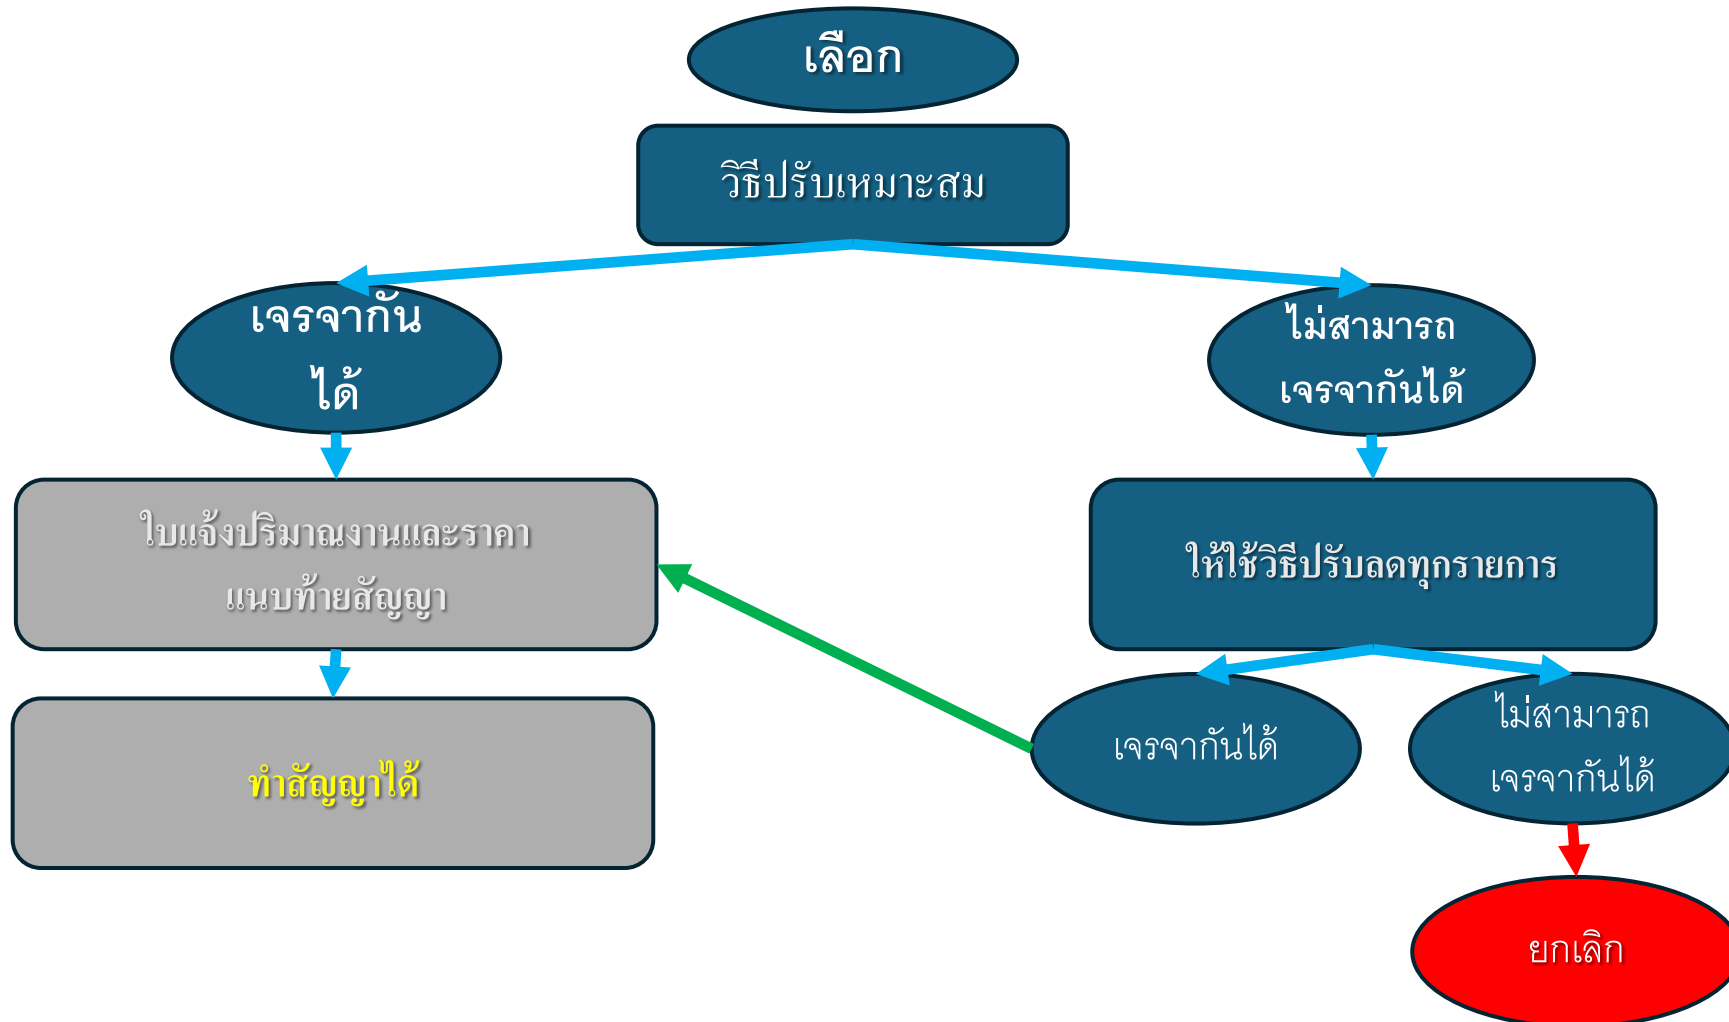 เลือก
วิธีปรับเหมาะสม
เจรจากัน
ได้
ไม่สามารถ
เจรจากันได้
ใบแจ้งปริมาณงานและราคา
แนบท้ายสัญญา
ให้ใช้วิธีปรับลดทุกรายการ
ทำสัญญาได้
เจรจากันได้
ไม่สามารถ
เจรจากันได้
ยกเลิก